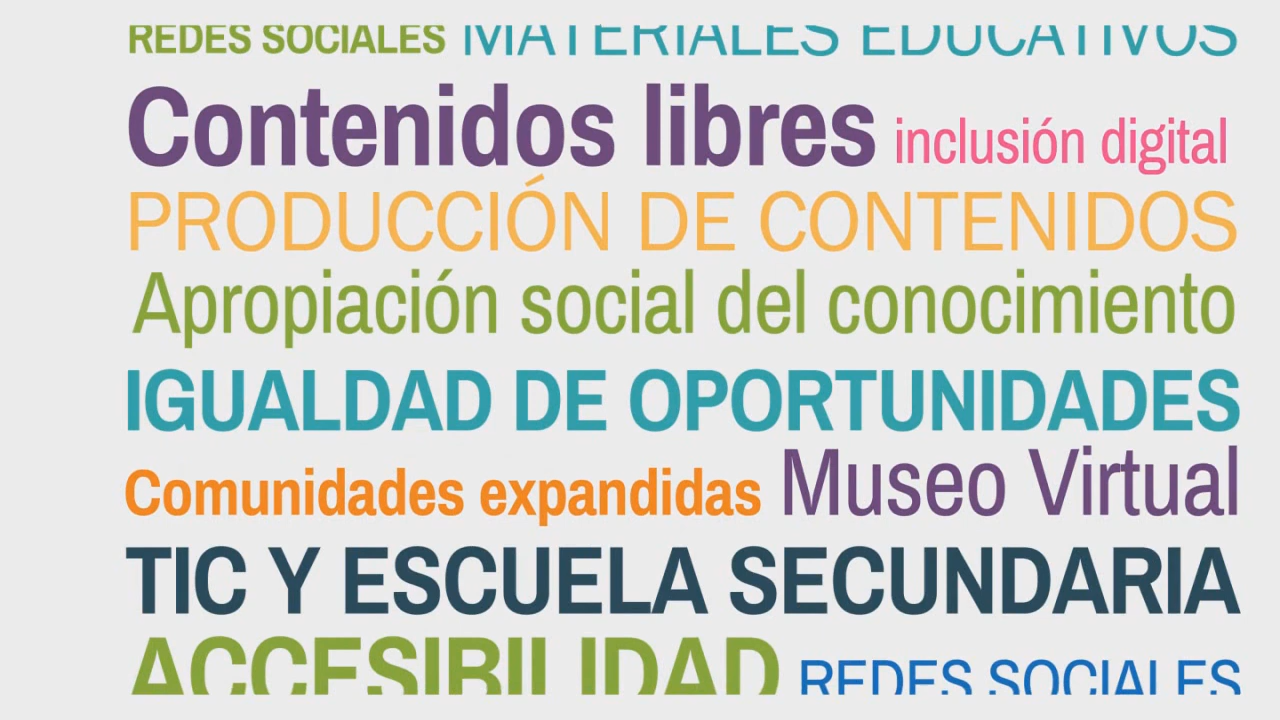 REDES SOCIALES MATERIALES EDUCATIVOS
Contenidos libres inclusión digital
PRODUCCIÓN DE CONTENIDOS
Apropiación social del conocimiento
IGUALDAD DE OPORTUNIDADES
Comunidades expandidas Museo Virtual
TIC Y ESCUELA SECUNDARIA
ACCESIBILIDAD REDES SOCIALES